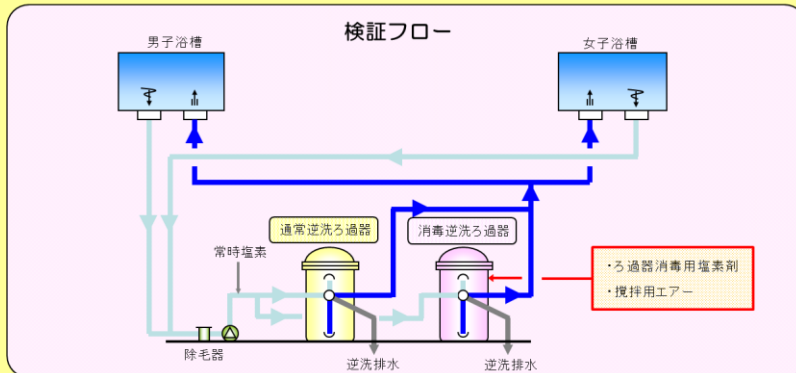 検証フロー
男子浴槽
女子浴槽
通常逆洗ろ過器
消毒逆洗ろ過器
常時塩素
・ろ過器消毒用塩素剤
・撹拌用エアー
除毛器
逆洗排水
逆洗排水